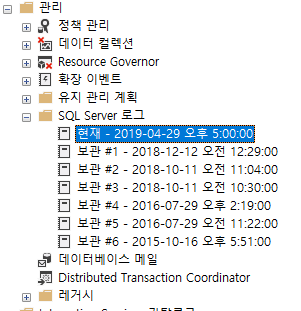 관리
정책 관리
데이터 컬렉션
Resource Governor
확장 이벤트
유지 관리 계획
SQL Server 로그
현재 - 2019-04-29 오후 5:00:00
보관 #1 - 2018-12-12 오전 12:29:00
보관 #2 - 2018-10-11 오전 11:04:00
보관 #3 - 2018-10-11 오전 10:30:00
보관 #4 - 2016-07-29 오후 2:19:00
보관 #5 - 2016-07-29 오전 11:22:00
보관 #6 - 2015-10-16 오후 5:51:00
데이터베이스 메일
Distributed Transaction Coordinator
레거시